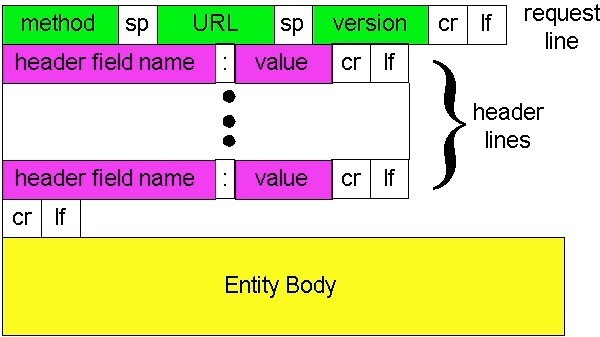 method sp URL sp version cr lf request line
header field name : value cr lf
header lines
header field name : value cr lf
cr lf
Entity Body